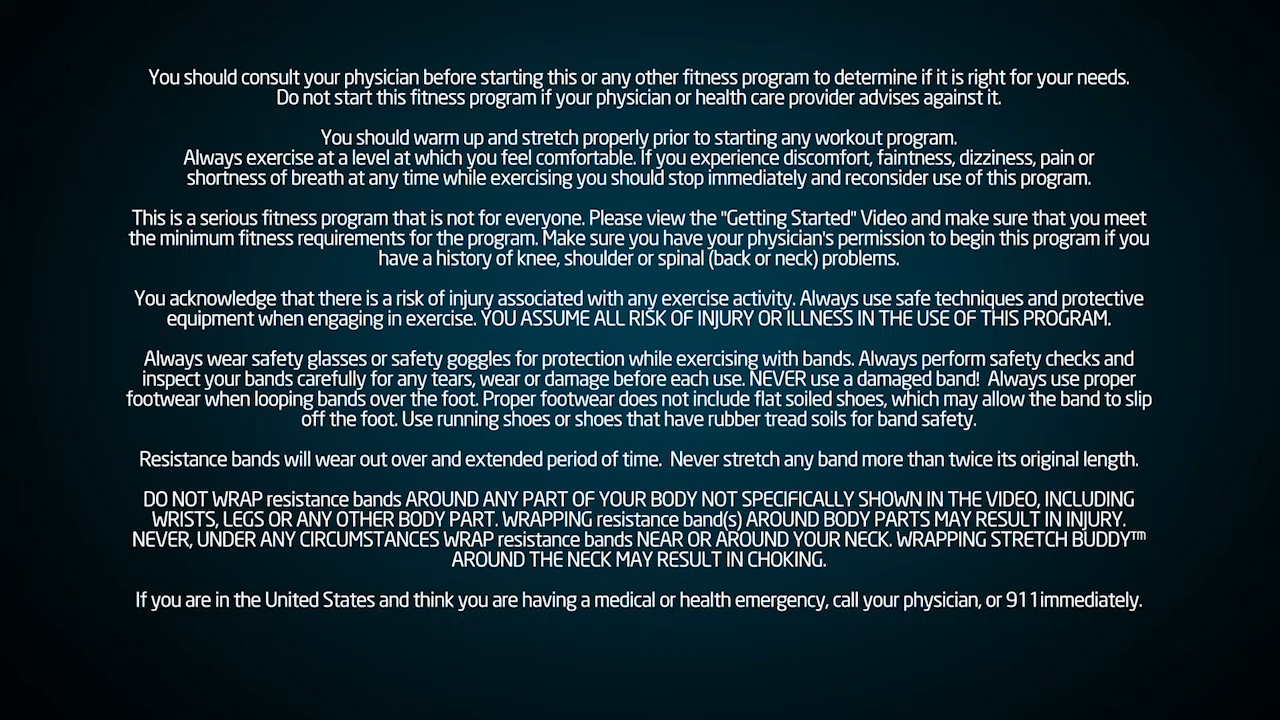 You should consult your physician before starting this or any other fitness program to determine if it is right for your needs.
Do not start this fitness program if your physician or health care provider advises against it.
You should warm up and stretch properly prior to starting any workout program.
Always exercise at a level at which you feel comfortable. If you experience discomfort, faintness, dizziness, pain or
shortness of breath at any time while exercising you should stop immediately and reconsider use of this program.
This is a serious fitness program that is not for everyone. Please view the "Getting Started" Video and make sure that you meet
the minimum fitness requirements for the program. Make sure you have your physician's permission to begin this program if you
have a history of knee, shoulder or spinal (back or neck) problems.
You acknowledge that there is a risk of injury associated with any exercise activity. Always use safe techniques and protective
equipment when engaging in exercise. YOU ASSUME ALL RISK OF INJURY OR ILLNESS IN THE USE OF THIS PROGRAM.
Always wear safety glasses or safety goggles for protection while exercising with bands. Always perform safety checks and
inspect your bands carefully for any tears, wear or damage before each use. NEVER use a damaged band!  Always use proper
footwear when looping bands over the foot. Proper footwear does not include flat soiled shoes, which may allow the band to slip
off the foot. Use running shoes or shoes that have rubber tread soils for band safety.
Resistance bands will wear out over and extended period of time.  Never stretch any band more than twice its original length.
DO NOT WRAP resistance bands AROUND ANY PART OF YOUR BODY NOT SPECIFICALLY SHOWN IN THE VIDEO, INCLUDING
WRISTS, LEGS OR ANY OTHER BODY PART. WRAPPING resistance band(s) AROUND BODY PARTS MAY RESULT IN INJURY.
NEVER, UNDER ANY CIRCUMSTANCES WRAP resistance bands NEAR OR AROUND YOUR NECK. WRAPPING STRETCH BUDDY™
AROUND THE NECK MAY RESULT IN CHOKING.
If you are in the United States and think you are having a medical or health emergency, call your physician, or 911immediately.